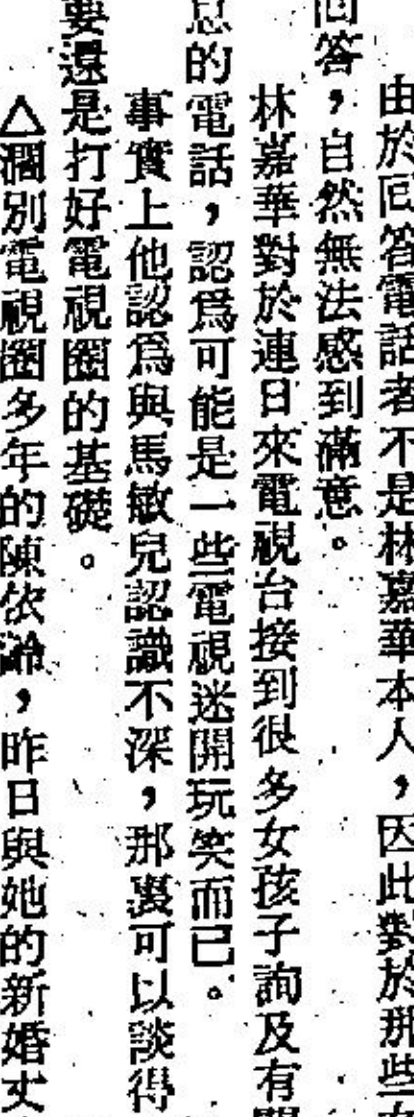 由於回答電話者不是林嘉華本人，因此對於那些
回答，自然無法感到滿意。
林嘉華對於連日來電視台接到很多女孩子詢及有
息的電話，認爲可能是一些電視迷開玩笑而已。
事實上他認爲與馬敏兒認識不深，那裏可以談得
要還是打好電視圈的基礎。
△濶別電視圈多年的陳依齡，昨日與她的新婚丈